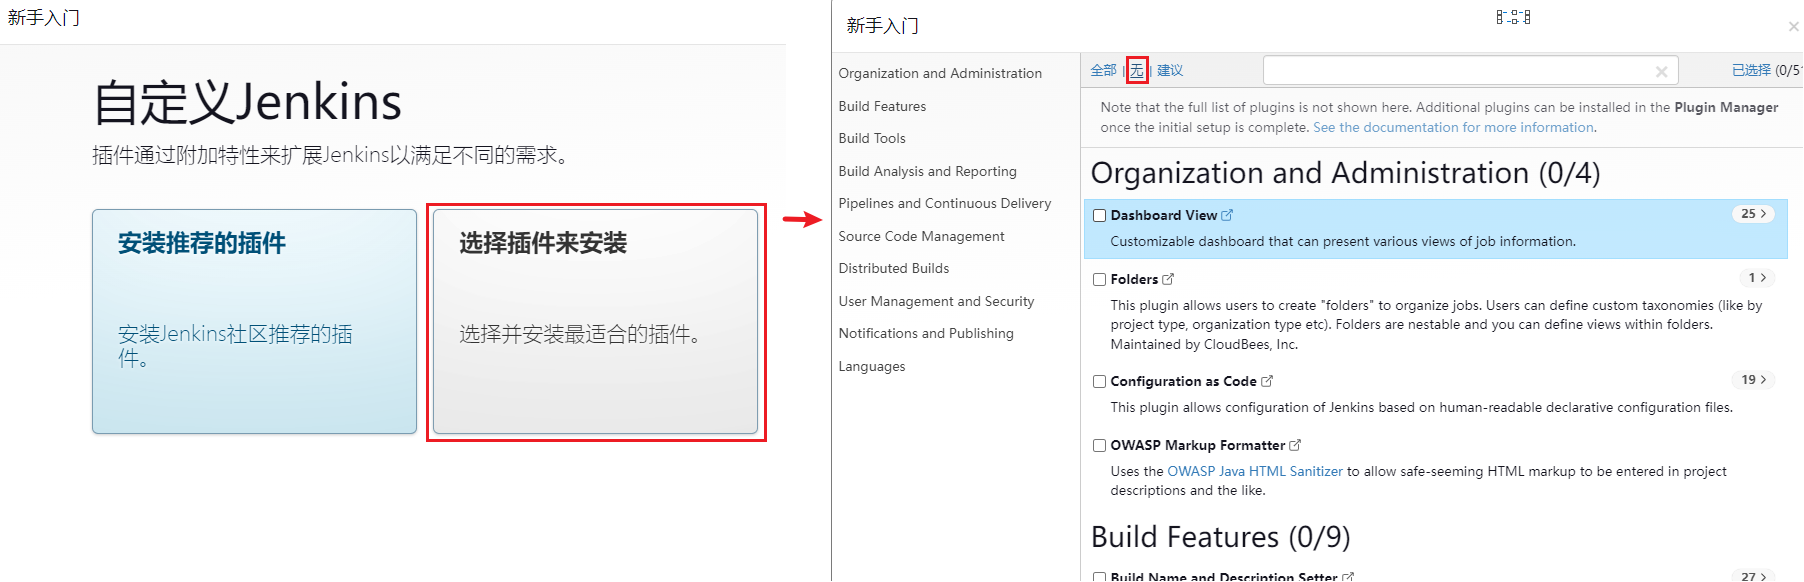 新手入门
自定义Jenkins
插件通过附加特性来扩展Jenkins以满足不同的需求。
安装推荐的插件
安装Jenkins社区推荐的插
件。
选择插件来安装
选择并安装最适合的插件。
新手入门
全部 | 无 | 建议
已选择 (0/51
Organization and Administration
Build Features
Build Tools
Build Analysis and Reporting
Pipelines and Continuous Delivery
Source Code Management
Distributed Builds
User Management and Security
Notifications and Publishing
Languages
Note that the full list of plugins is not shown here. Additional plugins can be installed in the Plugin Manager
once the initial setup is complete. See the documentation for more information.
Organization and Administration (0/4)
Dashboard View 25
Customizable dashboard that can present various views of job information.
Folders 1
This plugin allows users to create "folders" to organize jobs. Users can define custom taxonomies (like by
project type, organization type etc). Folders are nestable and you can define views within folders.
Maintained by CloudBees, Inc.
Configuration as Code 19
This plugin allows configuration of Jenkins based on human-readable declarative configuration files.
OWASP Markup Formatter
Uses the OWASP Java HTML Sanitizer to allow safe-seeming HTML markup to be entered in project
descriptions and the like.
Build Features (0/9)
Build Name and Description Setter 27